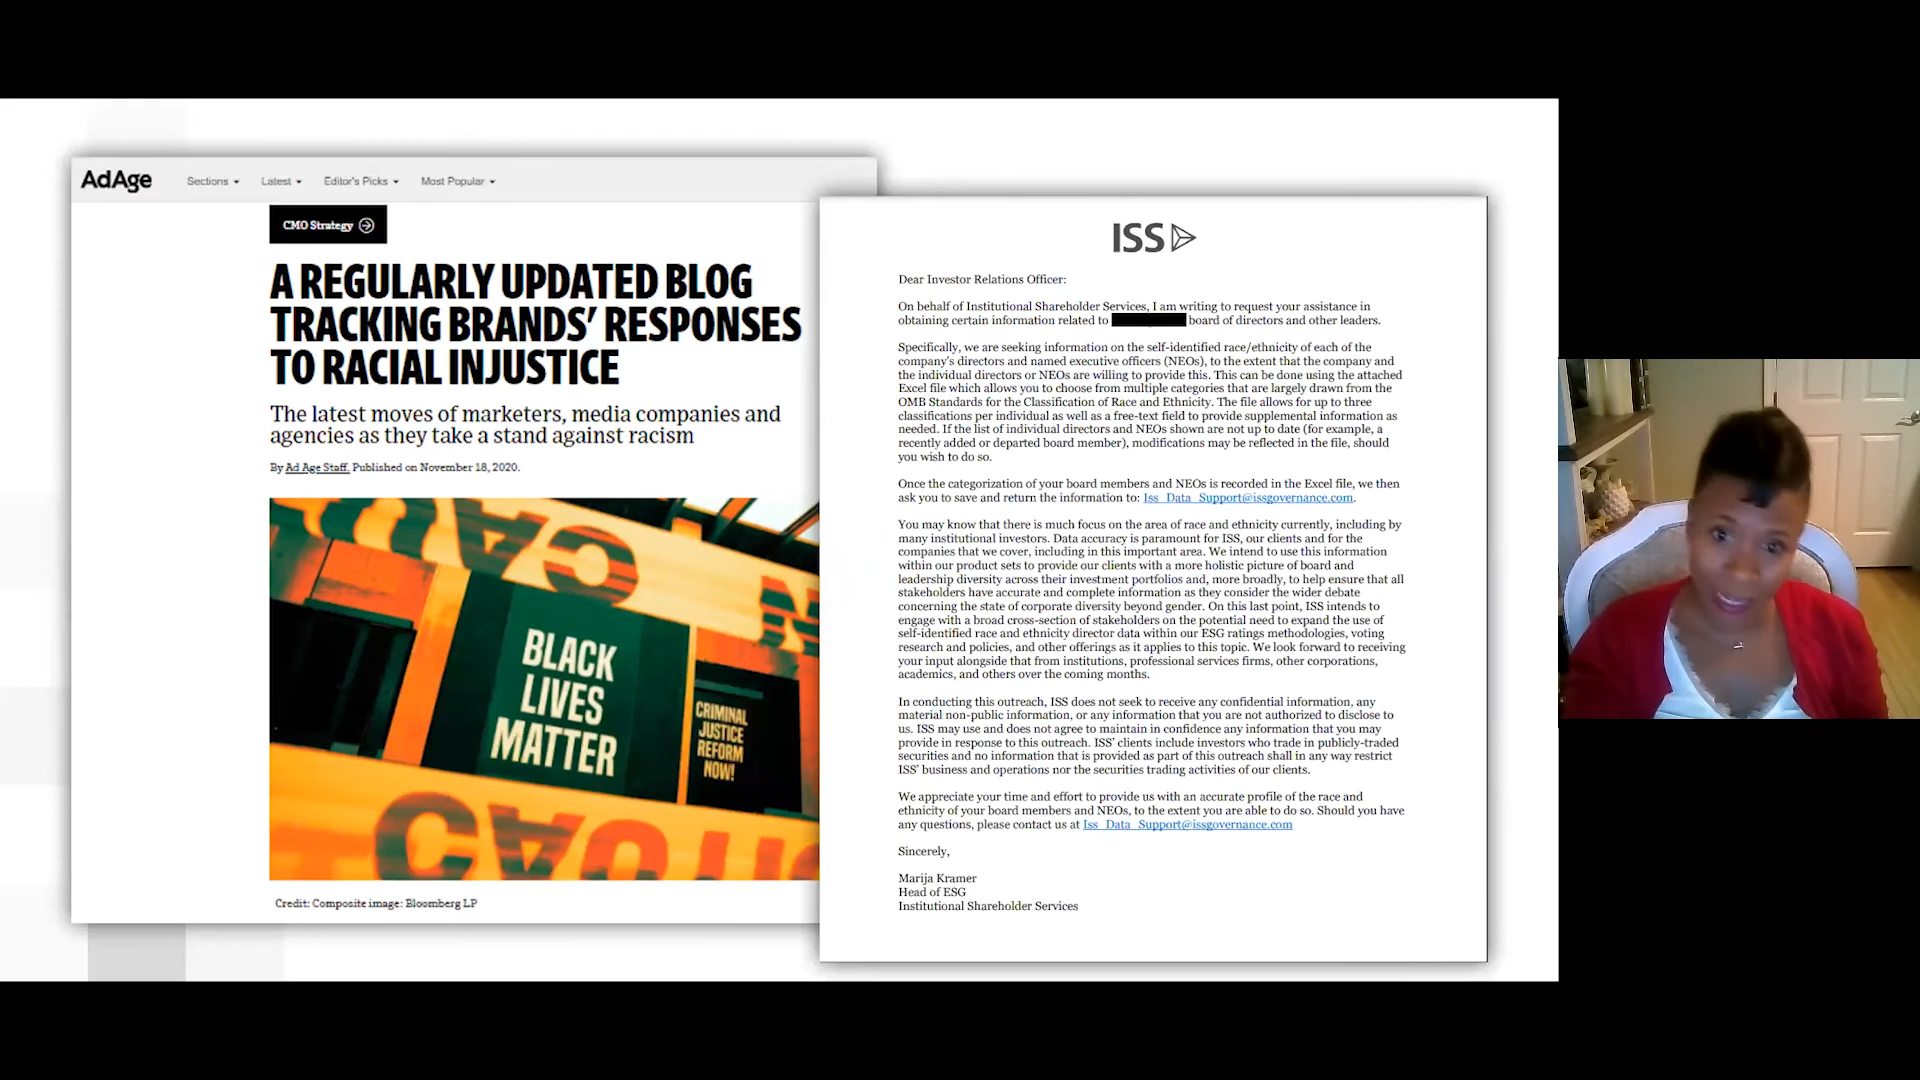 AdAge
Sections Latest Editor's Picks Most Popular
CMO Strategy
A REGULARLY UPDATED BLOG
TRACKING BRANDS' RESPONSES
TO RACIAL INJUSTICE
The latest moves of marketers, media companies and
agencies as they take a stand against racism
By Ad Age Staff. Published on November 18, 2020.
BLACK
LIVES
MATTER
CRIMINAL
JUSTICE
REFORM
NOW!
Credit: Composite image: Bloomberg LP
ISS
Dear Investor Relations Officer:
On behalf of Institutional Shareholder Services, I am writing to request your assistance in
obtaining certain information related to board of directors and other leaders.
Specifically, we are seeking information on the self-identified race/ethnicity of each of the
company's directors and named executive officers (NEOs), to the extent that the company and
the individual directors or NEOs are willing to provide this. This can be done using the attached
Excel file which allows you to choose from multiple categories that are largely drawn from the
OMB Standards for the Classification of Race and Ethnicity. The file allows for up to three
classifications per individual as well as a free-text field to provide supplemental information as
needed. If the list of individual directors and NEOs shown are not up to date (for example, a
recently added or departed board member), modifications may be reflected in the file, should
you wish to do so.
Once the categorization of your board members and NEOs is recorded in the Excel file, we then
ask you to save and return the information to: Iss_Data_Support@issgovernance.com.
You may know that there is much focus on the area of race and ethnicity currently, including by
many institutional investors. Data accuracy is paramount for ISS, our clients and for the
companies that we cover, including in this important area. We intend to use this information
within our product sets to provide our clients with a more holistic picture of board and
leadership diversity across their investment portfolios and, more broadly, to help ensure that all
stakeholders have accurate and complete information as they consider the wider debate
concerning the state of corporate diversity beyond gender. On this last point, ISS intends to
engage with a broad cross-section of stakeholders on the potential need to expand the use of
self-identified race and ethnicity director data within our ESG ratings methodologies, voting
research and policies, and other offerings as it applies to this topic. We look forward to receiving
your input alongside that from institutions, professional services firms, other corporations,
academics, and others over the coming months.
In conducting this outreach, ISS does not seek to receive any confidential information, any
material non-public information, or any information that you are not authorized to disclose to
us. ISS may use and does not agree to maintain in confidence any information that you may
provide in response to this outreach. ISS' clients include investors who trade in publicly-traded
securities and no information that is provided as part of this outreach shall in any way restrict
ISS' business and operations nor the securities trading activities of our clients.
We appreciate your time and effort to provide us with an accurate profile of the race and
ethnicity of your board members and NEOs, to the extent you are able to do so. Should you have
any questions, please contact us at Iss_Data_Support@issgovernance.com
Sincerely,
Marija Kramer
Head of ESG
Institutional Shareholder Services